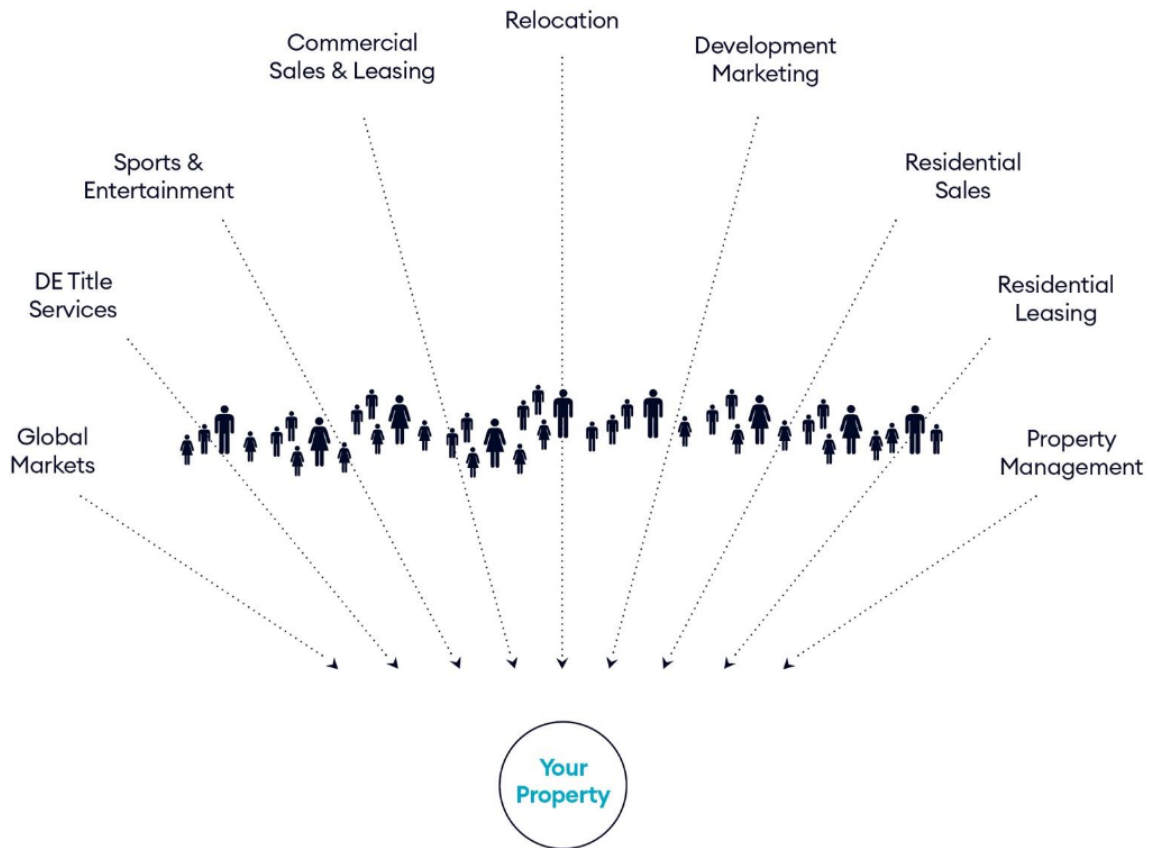 Relocation
Commercial
Sales & Leasing
Development
Marketing
Sports &
Entertainment
Residential
Sales
DE Title
Services
Residential
Leasing
Global
Markets
Property
Management
Your
Property